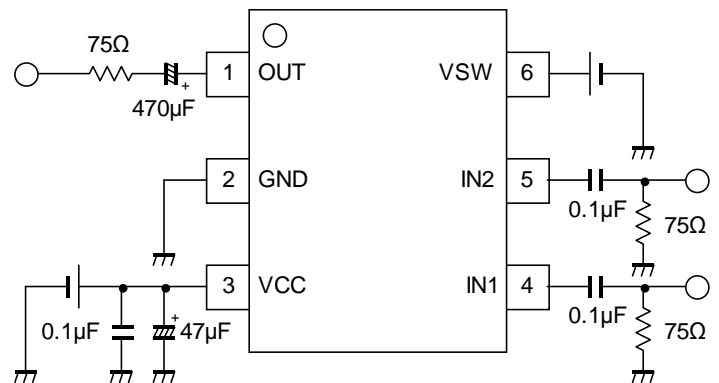 75Ω
+
470µF
1 OUT
VSW 6
2 GND
IN2 5
0.1µF
75Ω
3 VCC
IN1 4
0.1µF
+
47µF
0.1µF
75Ω